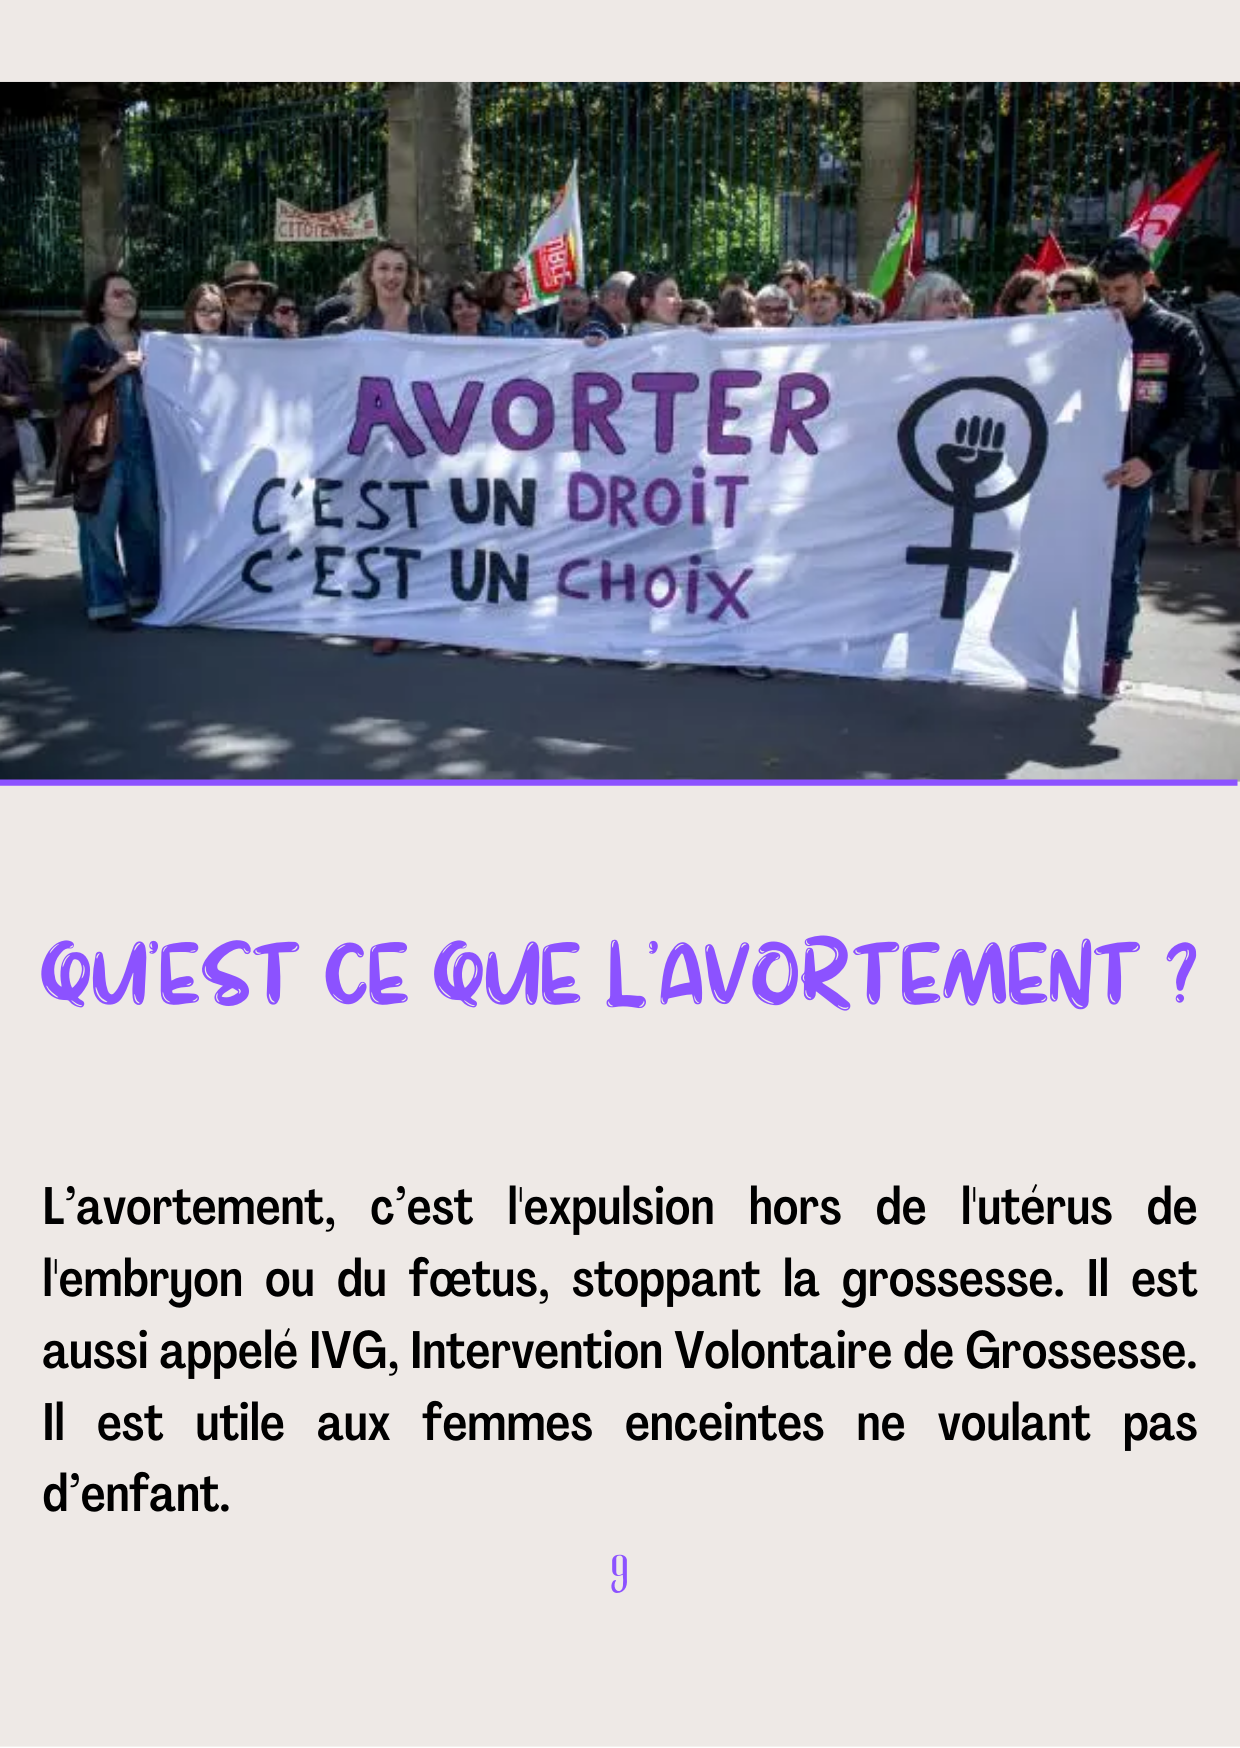 CITOYENNE
AVORTER
C'EST UN DROIT
C'EST UN CHOIX
QU'EST CE QUE L'AVORTEMENT ?
L’avortement, c’est l'expulsion hors de l'utérus de
l'embryon ou du fœtus, stoppant la grossesse. Il est
aussi appelé IVG, Intervention Volontaire de Grossesse.
Il est utile aux femmes enceintes ne voulant pas
d’enfant.
9